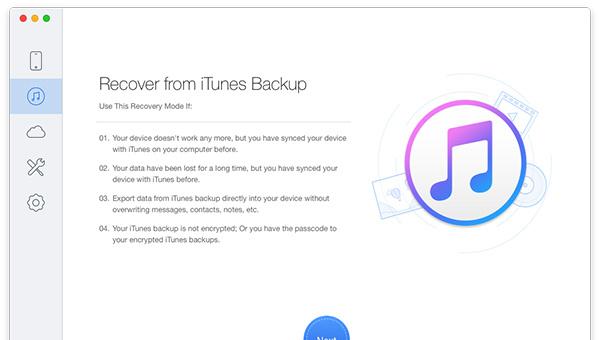 Recover from iTunes Backup
Use This Recovery Mode If:
01. Your device doesn't work any more, but you have synced your device
with iTunes on your computer before.
02. Your data have been lost for a long time, but you have synced your
device with iTunes before.
03. Export data from iTunes backup directly into your device without
overwriting messages, contacts, notes, etc.
04. Your iTunes backup is not encrypted; Or you have the passcode to
your encrypted iTunes backups.
Next